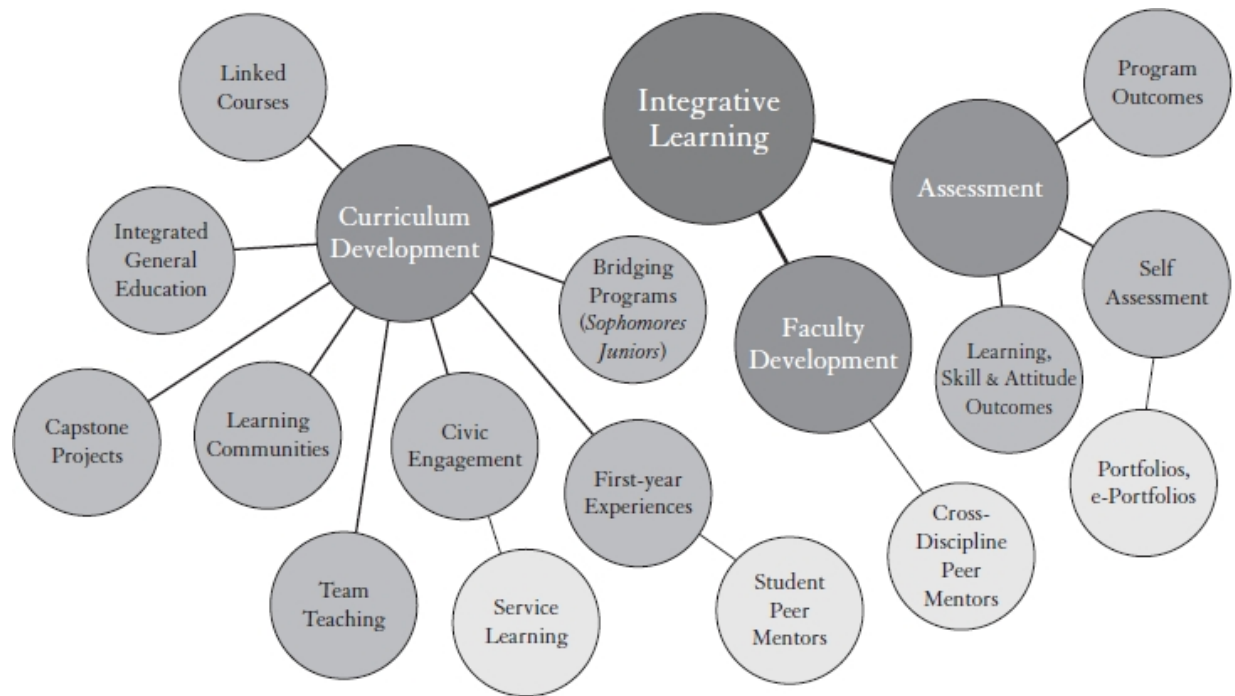 Integrative
Learning
Linked
Courses
Program
Outcomes
Assessment
Curriculum
Development
Integrated
General
Education
Bridging
Programs
(Sophomores
Juniors)
Self
Assessment
Faculty
Development
Learning,
Skill & Attitude
Outcomes
Capstone
Projects
Learning
Communities
Civic
Engagement
First-year
Experiences
Portfolios,
e-Portfolios
Cross-
Discipline
Peer
Mentors
Team
Teaching
Service
Learning
Student
Peer
Mentors